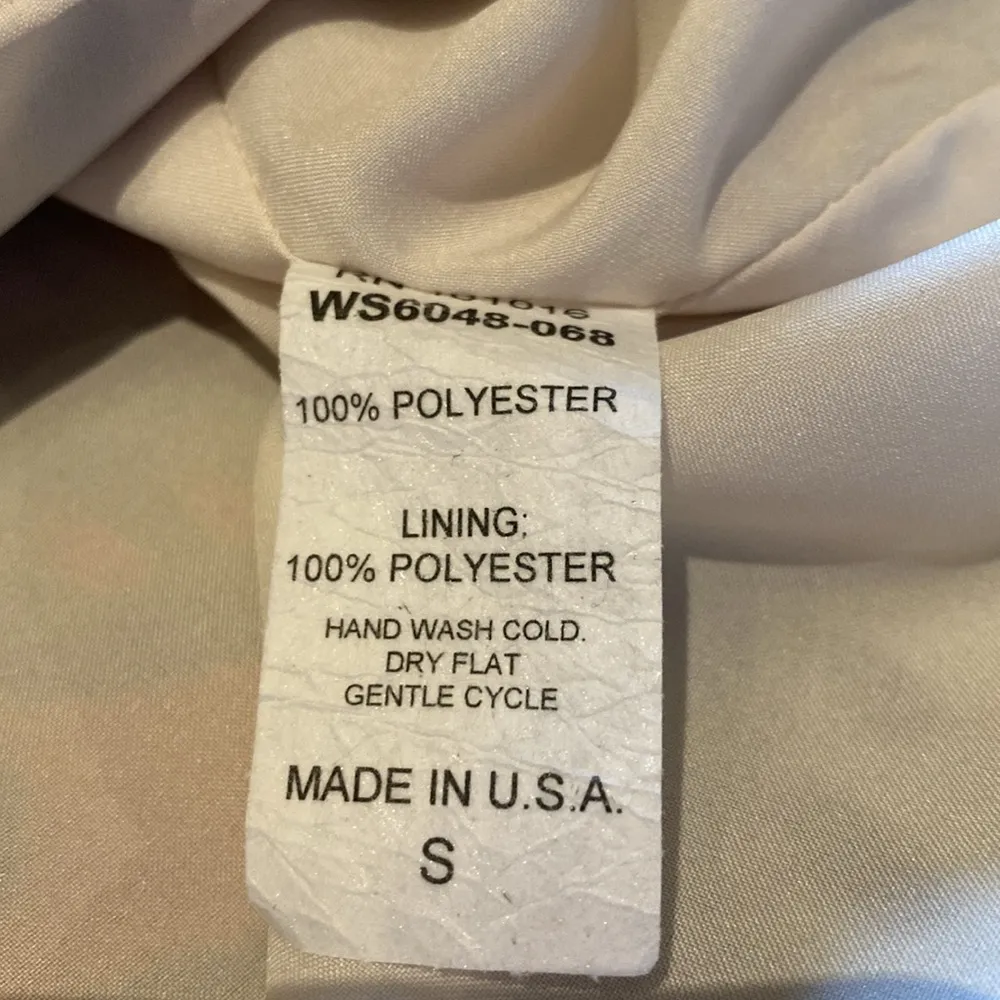 WS6048-068
100% POLYESTER
LINING:
100% POLYESTER
HAND WASH COLD.
DRY FLAT
GENTLE CYCLE
MADE IN U.S.A.
S